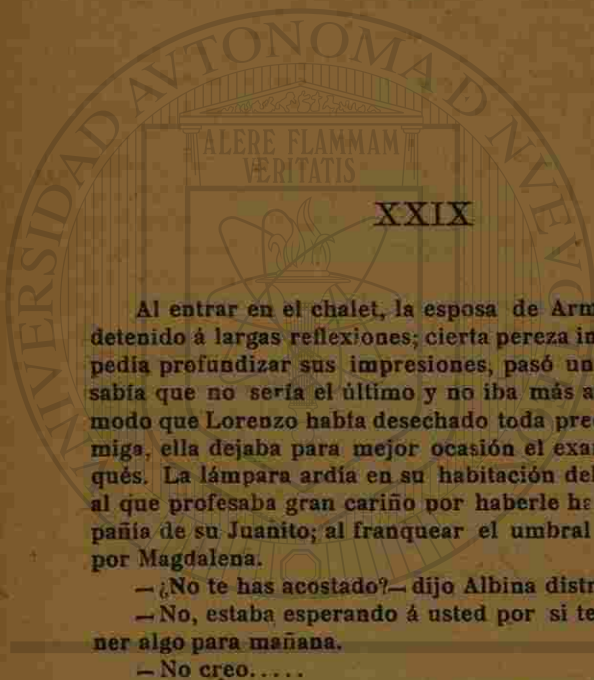 ALERE FLAMMAM
VERITATIS
XXIX
Al entrar en el chalet, la esposa de Arm
detenido á largas reflexiones; cierta pereza in
pedía profundizar sus impresiones, pasó un
sabía que no sería el último y no iba más a
modo que Lorenzo había desechado toda pre
miga, ella dejaba para mejor ocasión el exa
qués. La lámpara ardía en su habitación del
al que profesaba gran cariño por haberle he
pañía de su Juanito; al franquear el umbral
por Magdalena.
—¿No te has acostado?—dijo Albina distr
—No, estaba esperando á usted por si te
ner algo para mañana.
—No creo.....